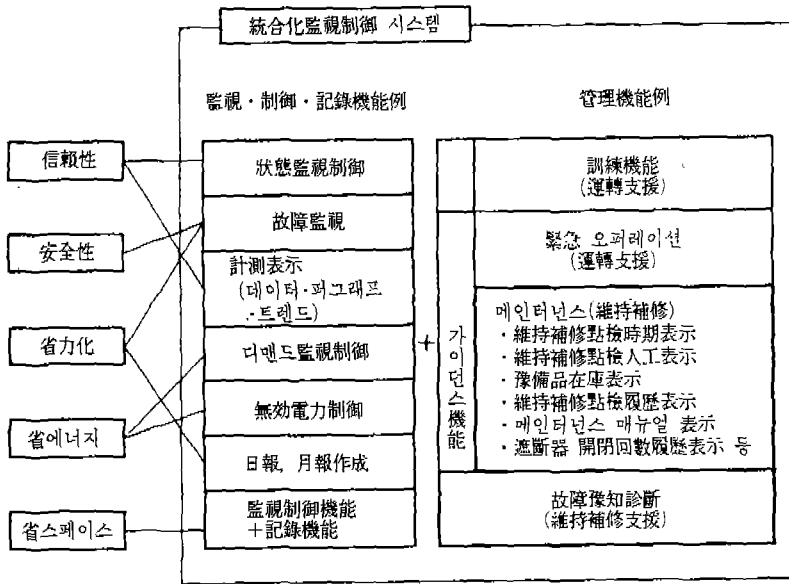 統合化監視制御 시스템
監視·制御·記錄機能例
管理機能例
信賴性
安全性
省力化
省에너지
省스페이스
狀態監視制御
故障監視
計測表示
(데이터·퍼그래프
·트렌드)
디맨드監視制御
無効電力制御
日報, 月報作成
監視制御機能
+記錄機能
+
가이던스機能
訓練機能
(運轉支援)
緊急 오퍼레이션
(運轉支援)
메인터넌스(維持補修)
·維持補修點檢時期表示
·維持補修點檢人工表示
·豫備品在庫表示
·維持補修點檢履歷表示
·메인터넌스 매뉴얼 表示
·遮斷器 開閉回數履歷表示 등
故障豫知診斷
(維持補修支援)